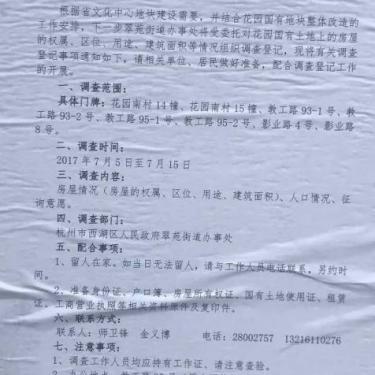 根据省文化中心地块建设需要，并结合花园国有地块整体改造的
工作安排，下一步翠苑街道办事处将受委托对花园国有土地上的房屋
的权属、区位、用途、建筑面积等情况组织调查登记，现将有关调查
登记事项通知如下，请相关单位、居民做好准备，配合调查登记工作
的开展。
一、调查范围：
具体门牌：花园南村 14 幢、花园南村 15 幢、教工路 93-1 号、教
工路 93-2 号、教工路 95-1 号、教工路 95-2 号、影业路 4 号、影业路
8 号。
二、调查时间：
2017 年 7 月 5 日至 7 月 15 日
三、调查内容：
房屋情况（房屋的权属、区位、用途、建筑面积）、人口情况、征
询意愿。
四、调查部门：
杭州市西湖区人民政府翠苑街道办事处
五、配合事项：
1、留人在家。如当日无法留人，请与工作人员电话联系，另约时
间。
2、准备身份证、户口簿、房屋所有权证、国有土地使用证、租赁
证、工商营业执照等相关资料原件及复印件。
六、联系方式：
联系人：师卫锋 金义博 电话：28002757 13216110276
七、注意事项：
1、调查工作人员均应持有工作证、请注意查验。